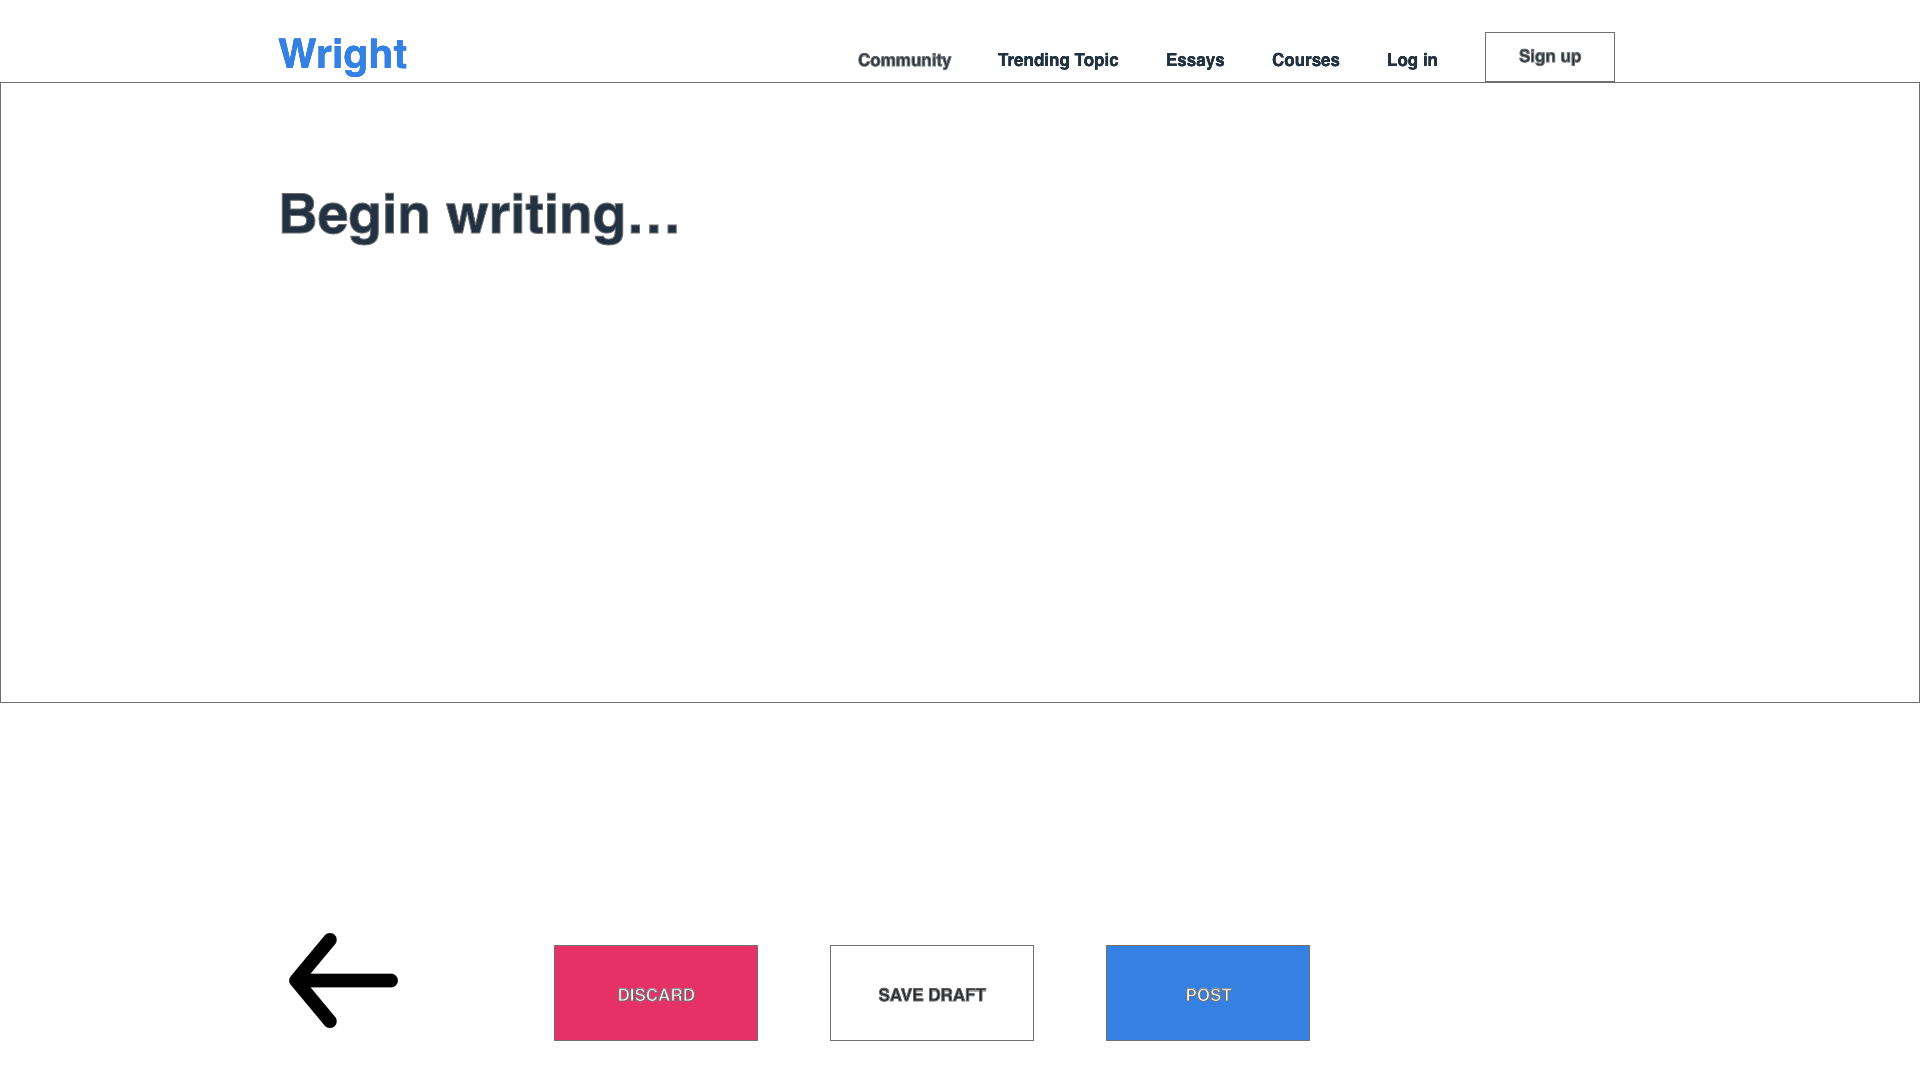 Wright
Community Trending Topic Essays Courses Log in Sign up
Begin writing...
DISCARD SAVE DRAFT POST